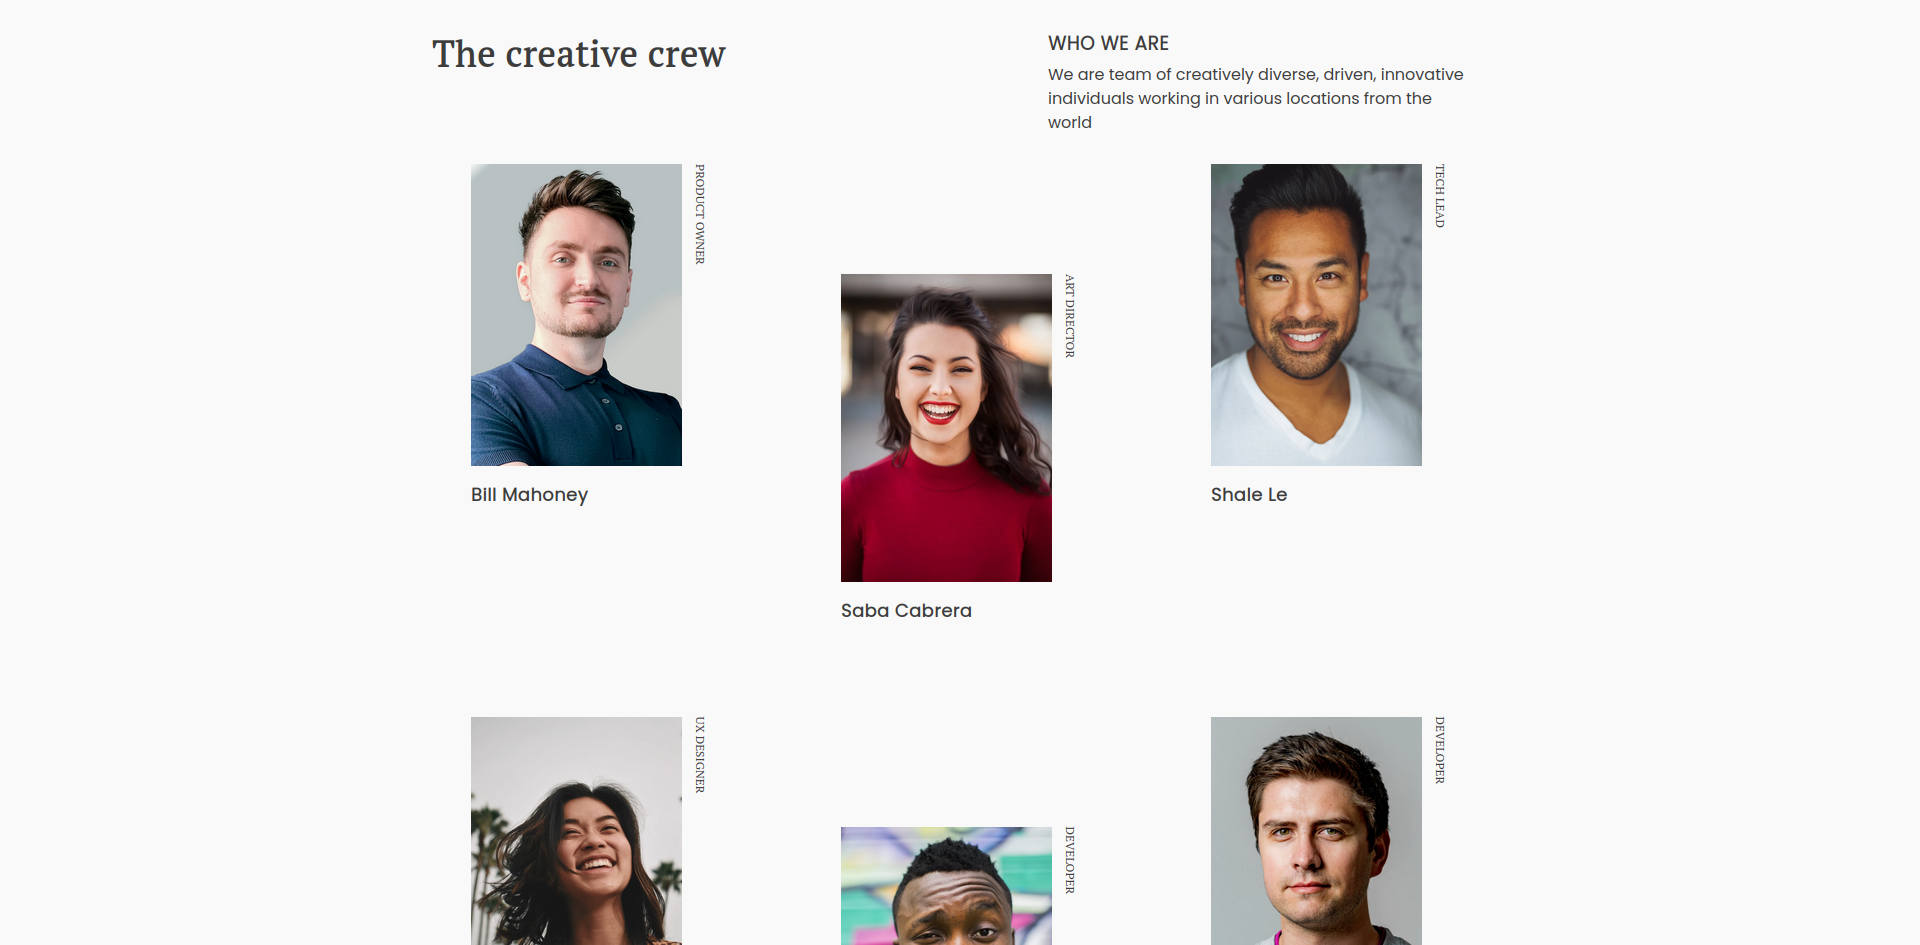 The creative crew
WHO WE ARE
We are team of creatively diverse, driven, innovative
individuals working in various locations from the
world
PRODUCT OWNER
Bill Mahoney
ART DIRECTOR
Saba Cabrera
TECH LEAD
Shale Le
UX DESIGNER
DEVELOPER
DEVELOPER